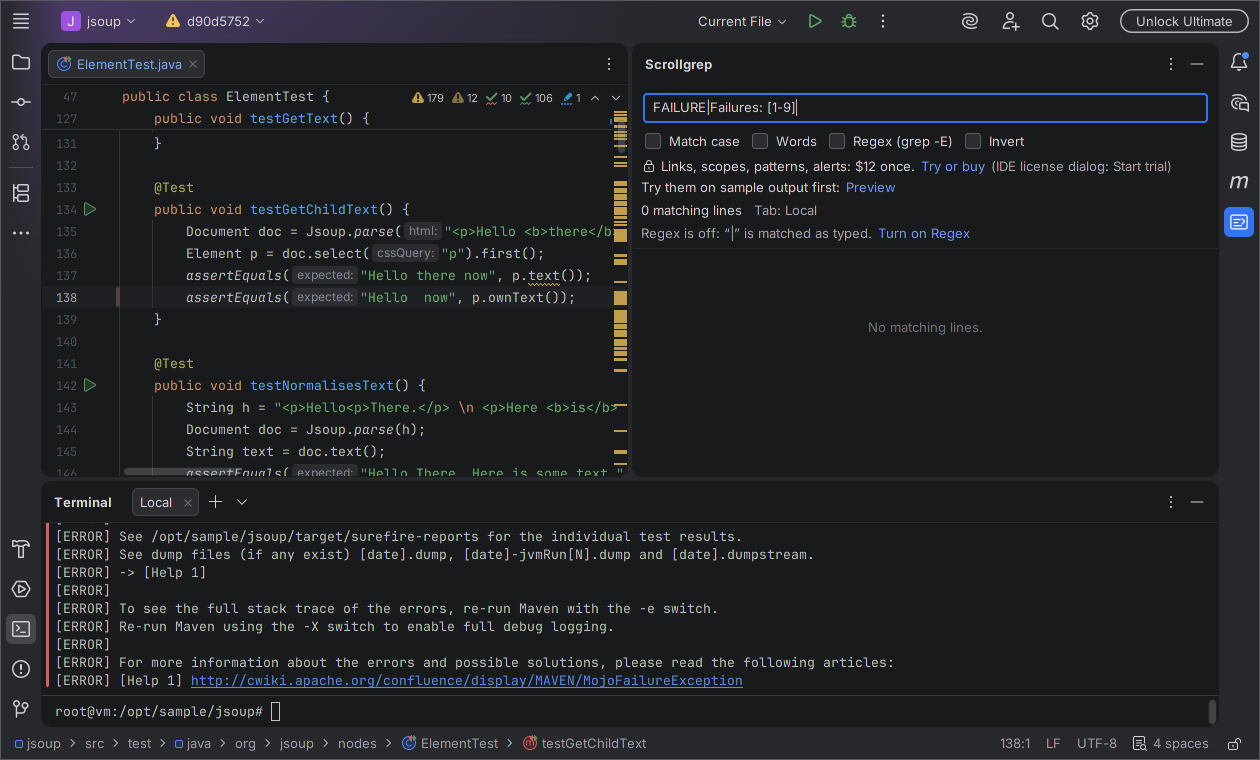 J jsoup d90d5752 Current File Unlock Ultimate
ElementTest.java
47 public class ElementTest { 179 12 10 106 1
127 public void testGetText() {
131 }
132
133 @Test
134 public void testGetChildText() {
135 Document doc = Jsoup.parse( html: "<p>Hello <b>there</b>
136 Element p = doc.select( cssQuery: "p").first();
137 assertEquals( expected: "Hello there now", p.text());
138 assertEquals( expected: "Hello  now", p.ownText());
139 }
140
141 @Test
142 public void testNormalisesText() {
143 String h = "<p>Hello<p>There.</p> \n <p>Here <b>is</b>
144 Document doc = Jsoup.parse(h);
145 String text = doc.text();
146 assertEquals( expected: "Hello There. Here is some text."
Scrollgrep
FAILURE|Failures: [1-9]
Match case Words Regex (grep -E) Invert
Links, scopes, patterns, alerts: $12 once. Try or buy (IDE license dialog: Start trial)
Try them on sample output first: Preview
0 matching lines Tab: Local
Regex is off: “|” is matched as typed. Turn on Regex
No matching lines.
m
Terminal Local
[ERROR] See /opt/sample/jsoup/target/surefire-reports for the individual test results.
[ERROR] See dump files (if any exist) [date].dump, [date]-jvmRun[N].dump and [date].dumpstream.
[ERROR] -> [Help 1]
[ERROR]
[ERROR] To see the full stack trace of the errors, re-run Maven with the -e switch.
[ERROR] Re-run Maven using the -X switch to enable full debug logging.
[ERROR]
[ERROR] For more information about the errors and possible solutions, please read the following articles:
[ERROR] [Help 1] http://cwiki.apache.org/confluence/display/MAVEN/MojoFailureException
root@vm:/opt/sample/jsoup#
jsoup > src > test > java > org > jsoup > nodes > ElementTest > testGetChildText 138:1 LF UTF-8 4 spaces